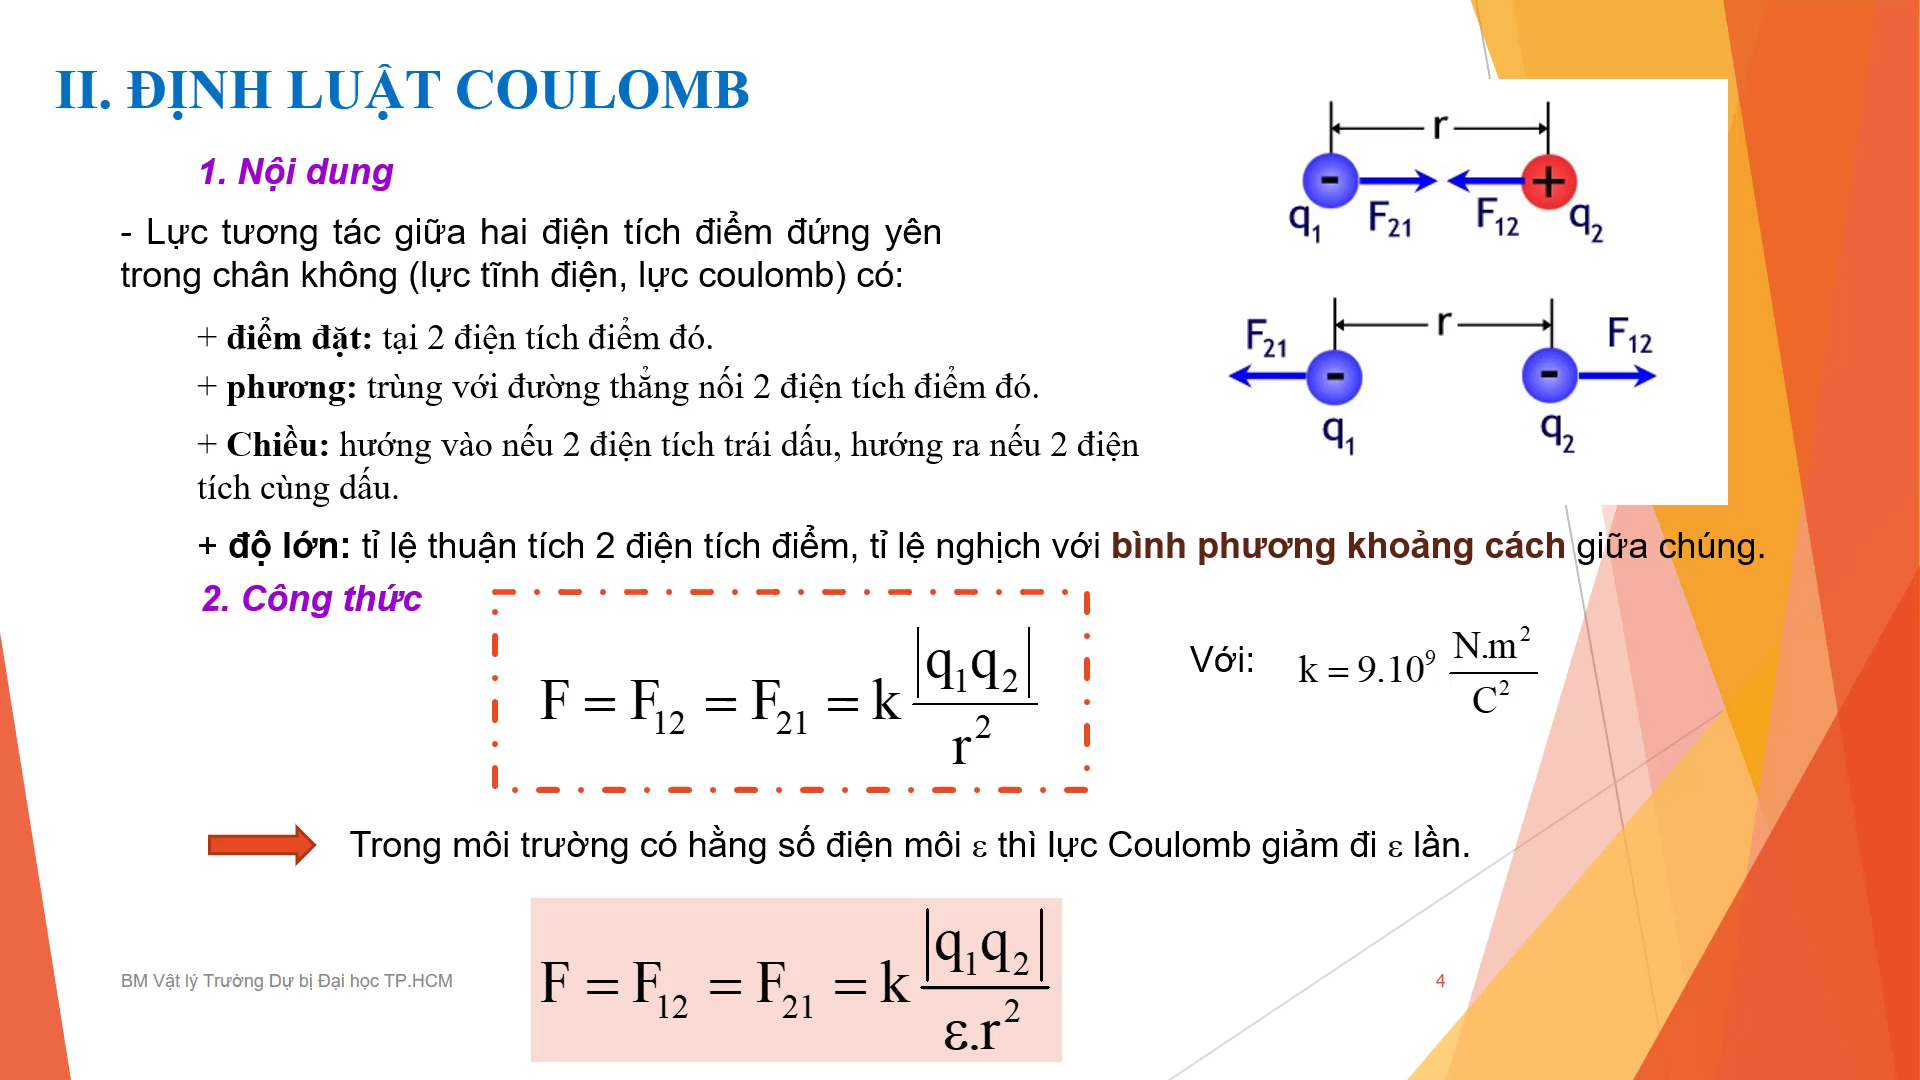 II. ĐỊNH LUẬT COULOMB
1. Nội dung
- Lực tương tác giữa hai điện tích điểm đứng yên
trong chân không (lực tĩnh điện, lực coulomb) có:
+ điểm đặt: tại 2 điện tích điểm đó.
+ phương: trùng với đường thẳng nối 2 điện tích điểm đó.
+ Chiều: hướng vào nếu 2 điện tích trái dấu, hướng ra nếu 2 điện
tích cùng dấu.
+ độ lớn: tỉ lệ thuận tích 2 điện tích điểm, tỉ lệ nghịch với bình phương khoảng cách giữa chúng.
r
- +
q₁ F₂₁ F₁₂ q₂
r
F₂₁ F₁₂
- -
q₁ q₂
2. Công thức
F = F₁₂ = F₂₁ = k |q₁q₂| / r²
Với: k = 9.10⁹ N.m² / C²
Trong môi trường có hằng số điện môi ε thì lực Coulomb giảm đi ε lần.
F = F₁₂ = F₂₁ = k |q₁q₂| / ε.r²
BM Vật lý Trường Dự bị Đại học TP.HCM
4